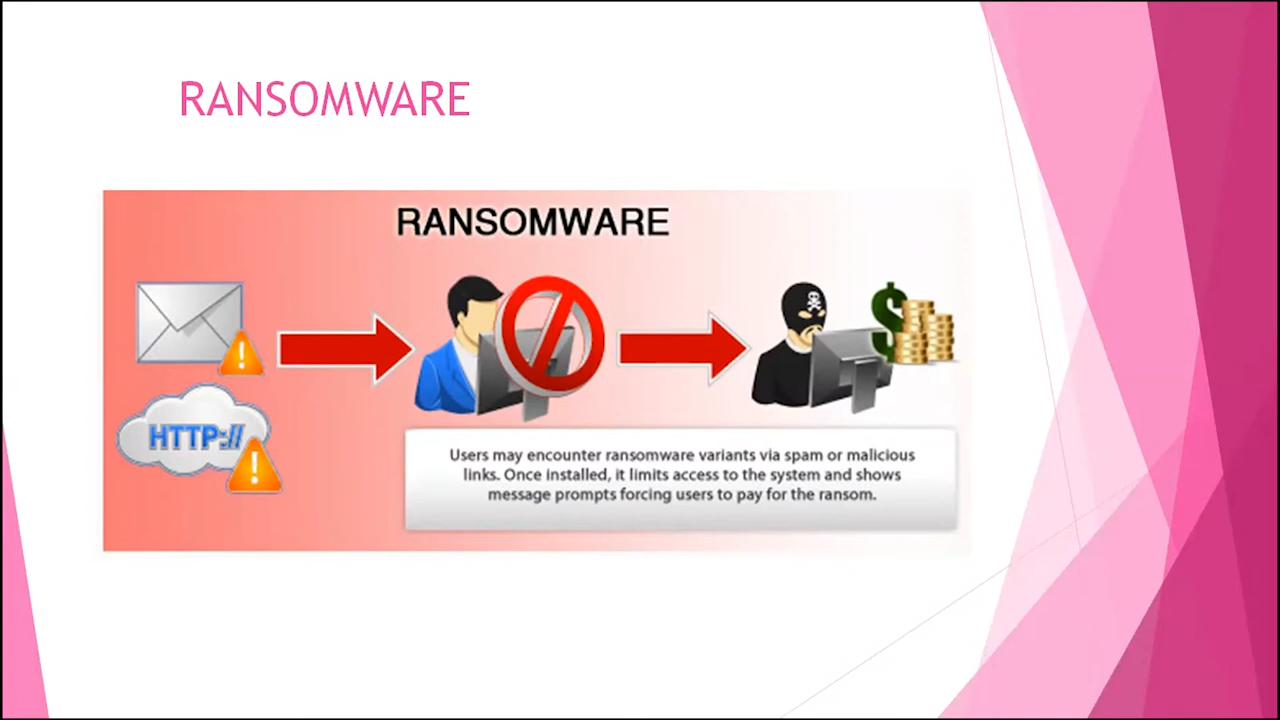 RANSOMWARE
RANSOMWARE
HTTP://
Users may encounter ransomware variants via spam or malicious
links. Once installed, it limits access to the system and shows
message prompts forcing users to pay for the ransom.